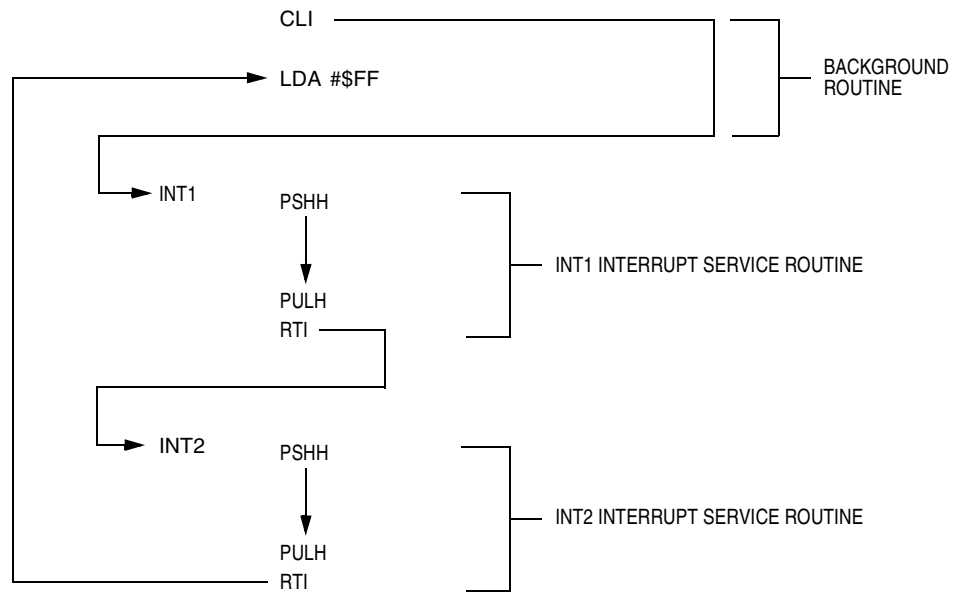 CLI
LDA #$FF
BACKGROUND
ROUTINE
INT1
PSHH
INT1 INTERRUPT SERVICE ROUTINE
PULH
RTI
INT2
PSHH
INT2 INTERRUPT SERVICE ROUTINE
PULH
RTI